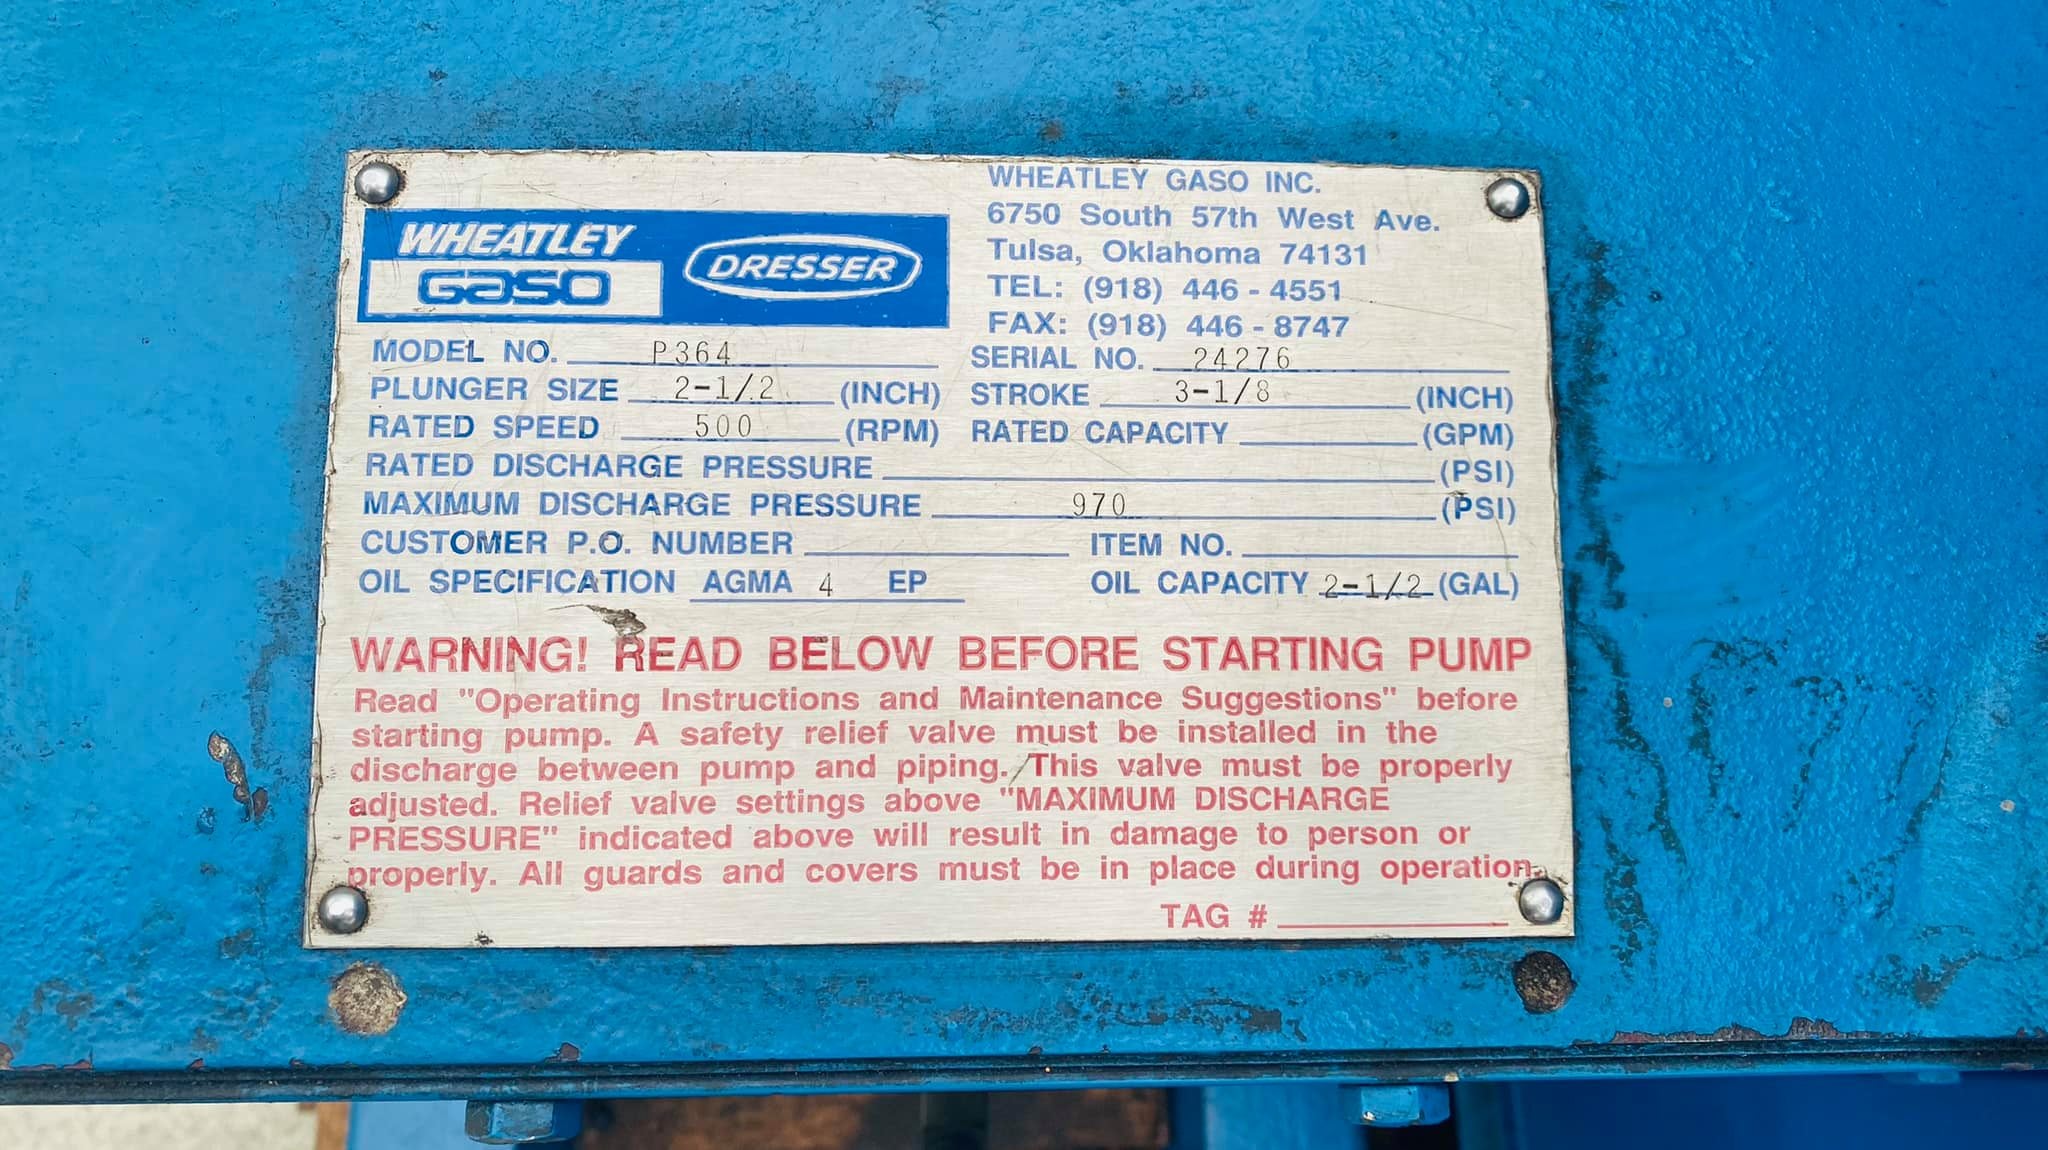 WHEATLEY GASO INC.
6750 South 57th West Ave.
Tulsa, Oklahoma 74131
TEL: (918) 446-4551
FAX: (918) 446-8747
WHEATLEY
Gaso
DRESSER
MODEL NO. P364 SERIAL NO. 24276
PLUNGER SIZE 2-1/2 (INCH) STROKE 3-1/8 (INCH)
RATED SPEED 500 (RPM) RATED CAPACITY (GPM)
RATED DISCHARGE PRESSURE (PSI)
MAXIMUM DISCHARGE PRESSURE 970 (PSI)
CUSTOMER P.O. NUMBER ITEM NO.
OIL SPECIFICATION AGMA 4 EP OIL CAPACITY 2-1/2 (GAL)
WARNING! READ BELOW BEFORE STARTING PUMP
Read "Operating Instructions and Maintenance Suggestions" before
starting pump. A safety relief valve must be installed in the
discharge between pump and piping. This valve must be properly
adjusted. Relief valve settings above "MAXIMUM DISCHARGE
PRESSURE" indicated above will result in damage to person or
properly. All guards and covers must be in place during operation.
TAG #